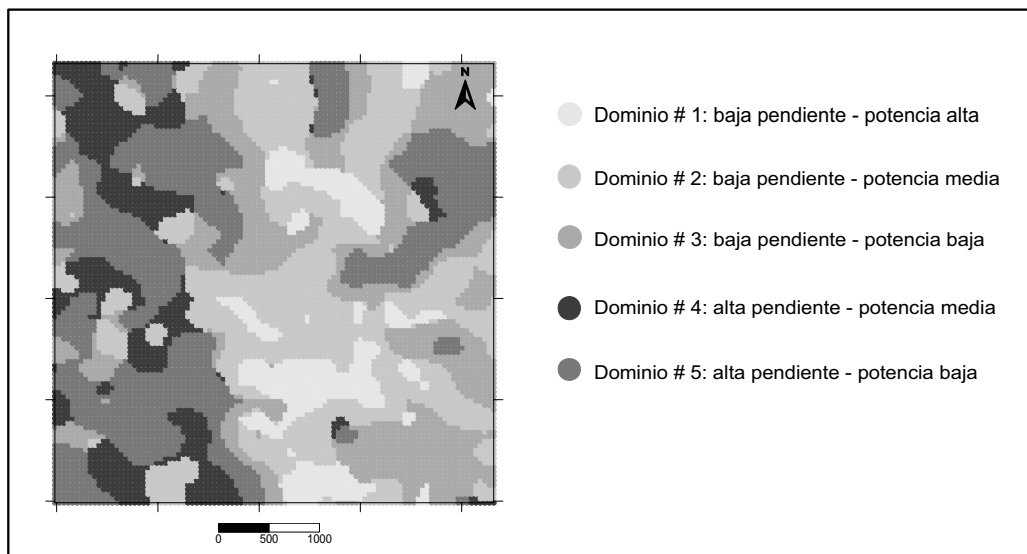 N
Dominio # 1: baja pendiente - potencia alta
Dominio # 2: baja pendiente - potencia media
Dominio # 3: baja pendiente - potencia baja
Dominio # 4: alta pendiente - potencia media
Dominio # 5: alta pendiente - potencia baja
0 500 1000